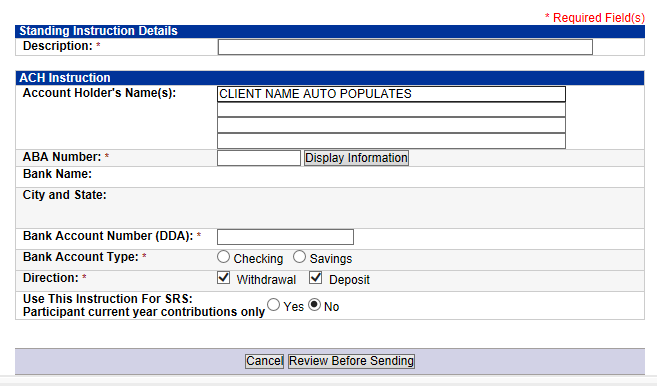 * Required Field(s)
Standing Instruction Details
Description: *
ACH Instruction
Account Holder's Name(s): CLIENT NAME AUTO POPULATES
ABA Number: * Display Information
Bank Name:
City and State:
Bank Account Number (DDA): *
Bank Account Type: * Checking Savings
Direction: * Withdrawal Deposit
Use This Instruction For SRS:
Participant current year contributions only Yes No
Cancel Review Before Sending